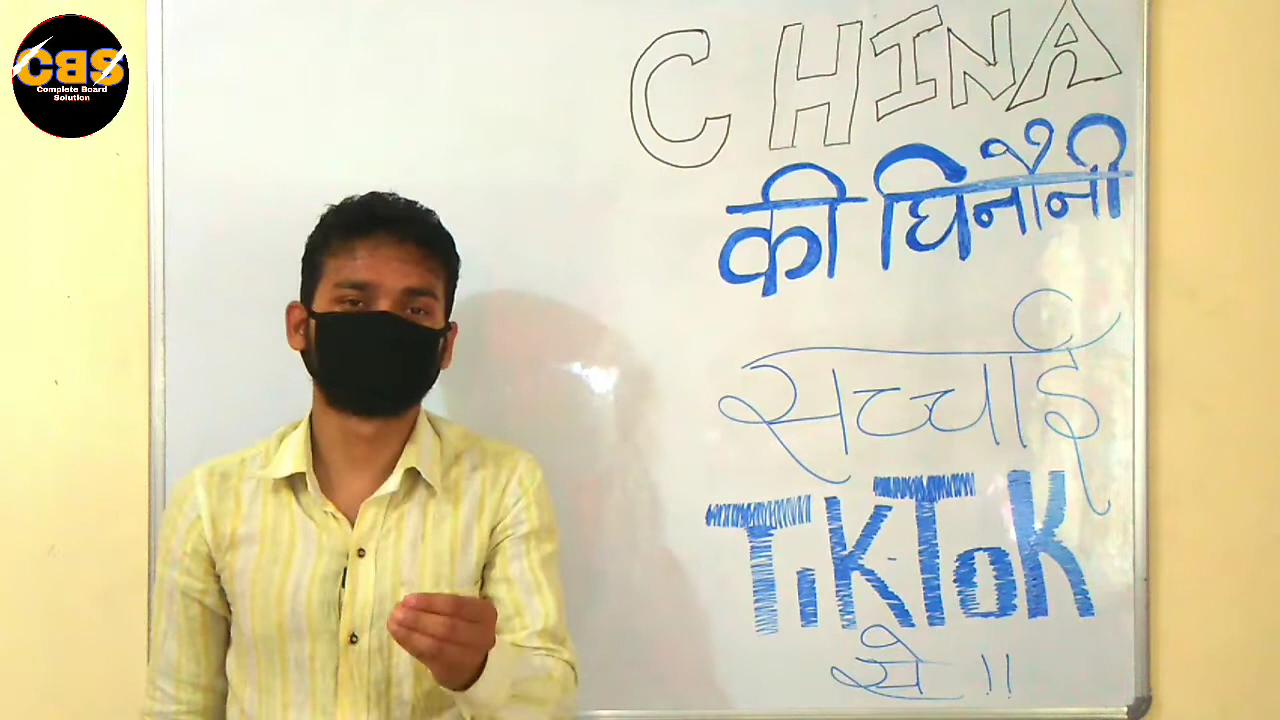 CBS
Complete Board
Solution
CHINA
की घिनौनी
सच्चाई
TiKToK
से !!